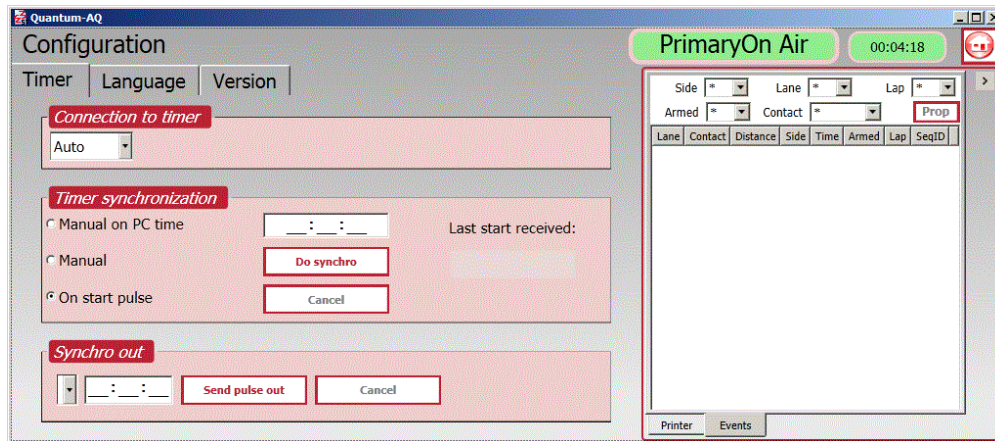 Quantum-AQ
Configuration
PrimaryOn Air
00:04:18
Timer Language Version
Connection to timer
Auto
Timer synchronization
Manual on PC time
__:__:__
Last start received:
Manual
Do synchro
On start pulse
Cancel
Synchro out
__:__:__
Send pulse out
Cancel
Side * Lane * Lap *
Armed * Contact * Prop
Lane Contact Distance Side Time Armed Lap SeqID
Printer Events